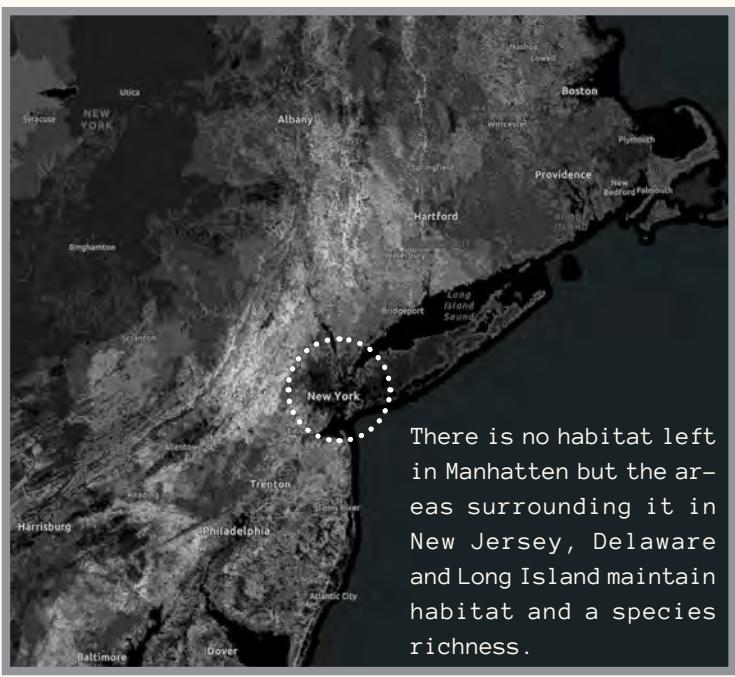 Nashua
Lowell
Boston
Utica
Syracuse
NEW
YORK
Albany
Worcester
Plymouth
Springfield
Providence
New
Bedford
Falmouth
Hartford
RHODE
ISLAND
Binghamton
Waterbury
Long
Island
Sound
Bridgeport
Scranton
New York
There is no habitat left
in Manhatten but the ar-
eas surrounding it in
New Jersey, Delaware
and Long Island maintain
habitat and a species
richness.
Allentown
Trenton
Reading
Toms River
Harrisburg
Philadelphia
Atlantic City
Dover
Baltimore